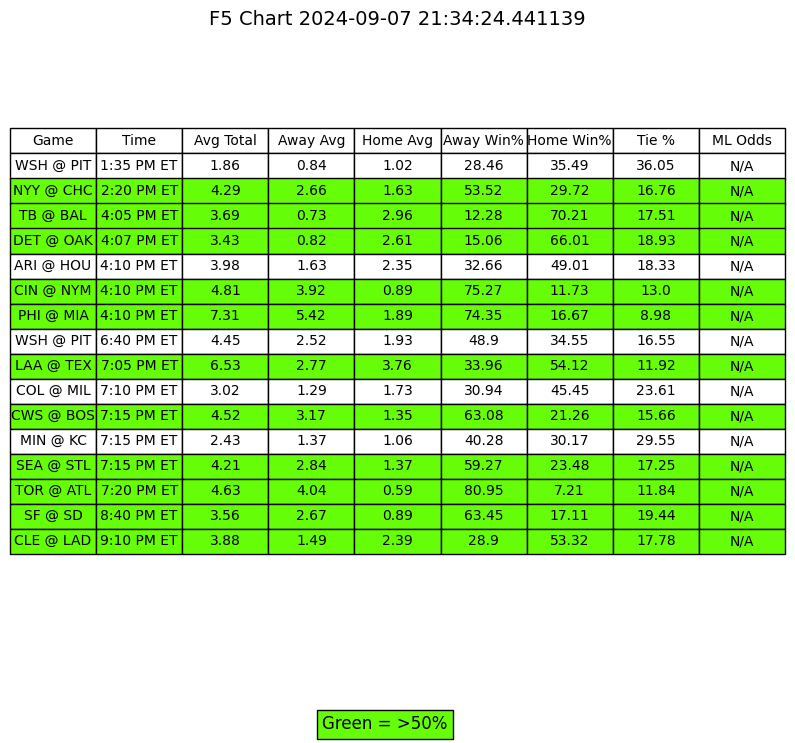 F5 Chart 2024-09-07 21:34:24.441139
Game Time Avg Total Away Avg Home Avg Away Win% Home Win% Tie % ML Odds
WSH @ PIT 1:35 PM ET 1.86 0.84 1.02 28.46 35.49 36.05 N/A
NYY @ CHC 2:20 PM ET 4.29 2.66 1.63 53.52 29.72 16.76 N/A
TB @ BAL 4:05 PM ET 3.69 0.73 2.96 12.28 70.21 17.51 N/A
DET @ OAK 4:07 PM ET 3.43 0.82 2.61 15.06 66.01 18.93 N/A
ARI @ HOU 4:10 PM ET 3.98 1.63 2.35 32.66 49.01 18.33 N/A
CIN @ NYM 4:10 PM ET 4.81 3.92 0.89 75.27 11.73 13.0 N/A
PHI @ MIA 4:10 PM ET 7.31 5.42 1.89 74.35 16.67 8.98 N/A
WSH @ PIT 6:40 PM ET 4.45 2.52 1.93 48.9 34.55 16.55 N/A
LAA @ TEX 7:05 PM ET 6.53 2.77 3.76 33.96 54.12 11.92 N/A
COL @ MIL 7:10 PM ET 3.02 1.29 1.73 30.94 45.45 23.61 N/A
CWS @ BOS 7:15 PM ET 4.52 3.17 1.35 63.08 21.26 15.66 N/A
MIN @ KC 7:15 PM ET 2.43 1.37 1.06 40.28 30.17 29.55 N/A
SEA @ STL 7:15 PM ET 4.21 2.84 1.37 59.27 23.48 17.25 N/A
TOR @ ATL 7:20 PM ET 4.63 4.04 0.59 80.95 7.21 11.84 N/A
SF @ SD 8:40 PM ET 3.56 2.67 0.89 63.45 17.11 19.44 N/A
CLE @ LAD 9:10 PM ET 3.88 1.49 2.39 28.9 53.32 17.78 N/A
Green = >50%